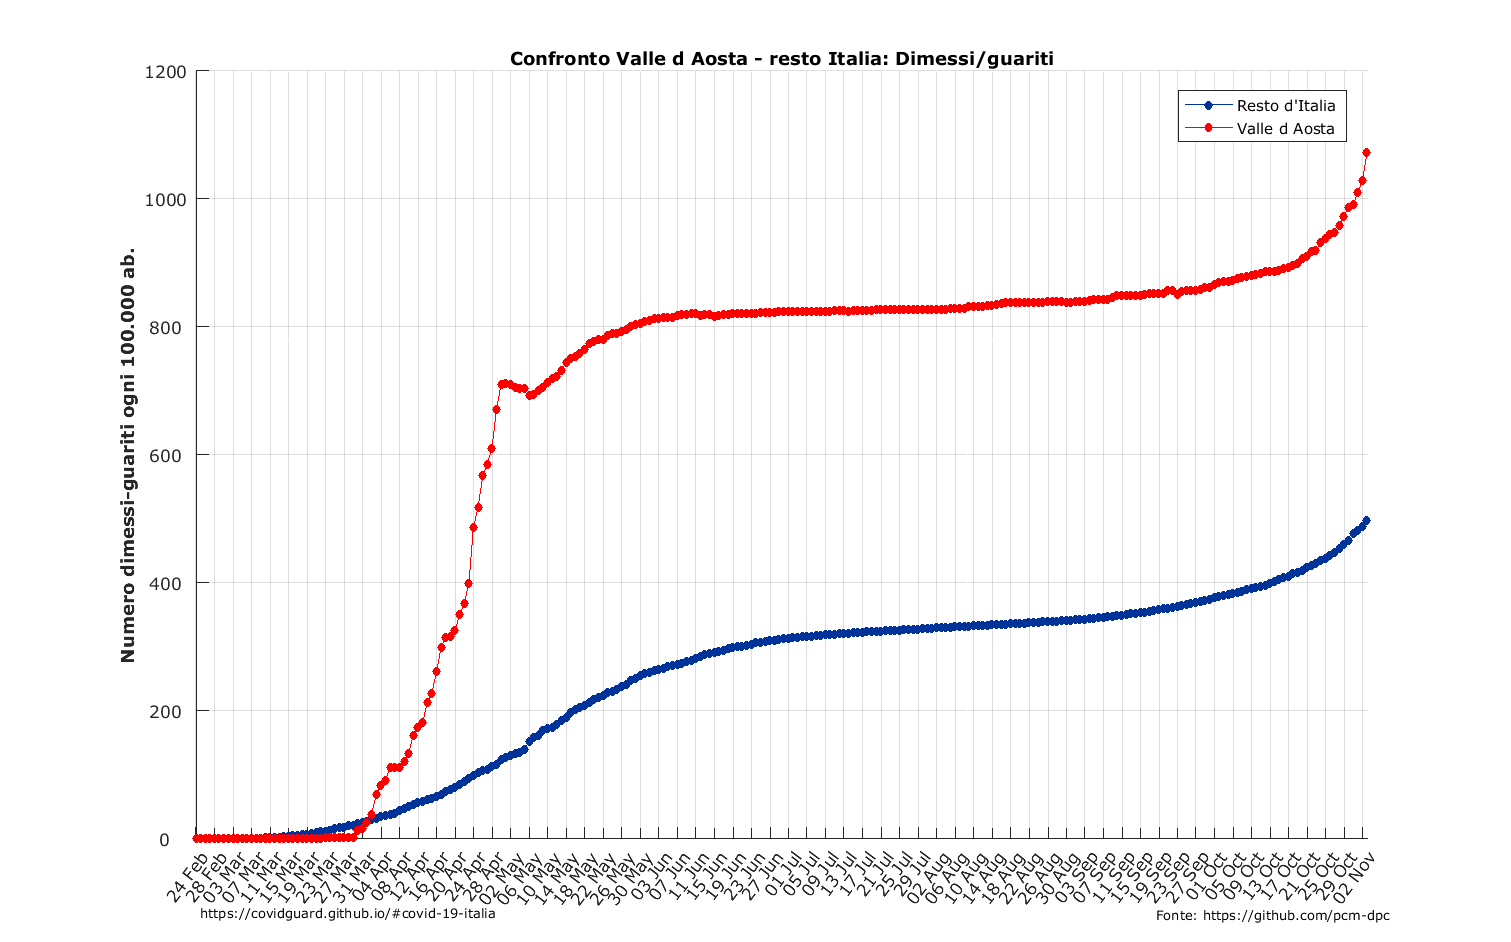 Confronto Valle d Aosta - resto Italia: Dimessi/guariti
Resto d'Italia
Valle d Aosta
Numero dimessi-guariti ogni 100.000 ab.
1200
1000
800
600
400
200
0
24 Feb
28 Feb
03 Mar
07 Mar
11 Mar
15 Mar
19 Mar
23 Mar
27 Mar
31 Mar
04 Apr
08 Apr
12 Apr
16 Apr
20 Apr
24 Apr
28 Apr
02 May
06 May
10 May
14 May
18 May
22 May
26 May
30 May
03 Jun
07 Jun
11 Jun
15 Jun
19 Jun
23 Jun
27 Jun
01 Jul
05 Jul
09 Jul
13 Jul
17 Jul
21 Jul
25 Jul
29 Jul
02 Aug
06 Aug
10 Aug
14 Aug
18 Aug
22 Aug
26 Aug
30 Aug
03 Sep
07 Sep
11 Sep
15 Sep
19 Sep
23 Sep
27 Sep
01 Oct
05 Oct
09 Oct
13 Oct
17 Oct
21 Oct
25 Oct
29 Oct
02 Nov
https://covidguard.github.io/#covid-19-italia
Fonte: https://github.com/pcm-dpc